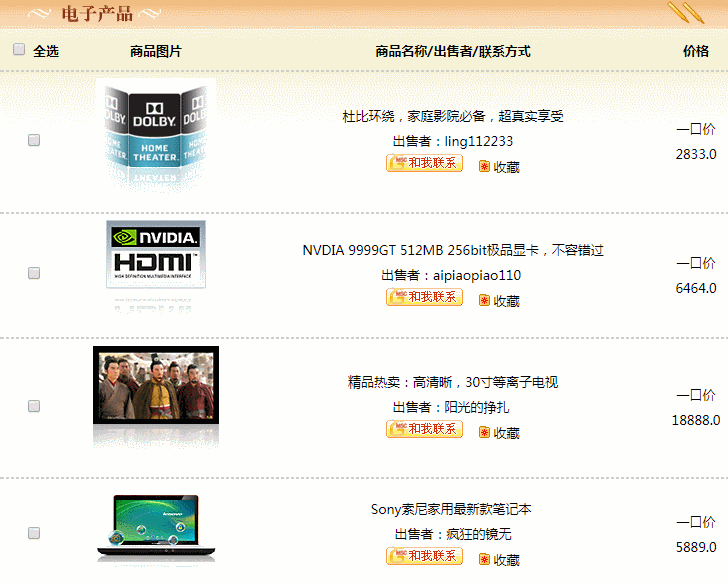 电子产品
全选 商品图片 商品名称/出售者/联系方式 价格
DOLBY.
HOME
THEATER.
杜比环绕，家庭影院必备，超真实享受
出售者：ling112233
和我联系 收藏
一口价
2833.0
NVIDIA.
HDMI
HIGH DEFINITION MULTIMEDIA INTERFACE
NVDIA 9999GT 512MB 256bit极品显卡，不容错过
出售者：aipiaopiao110
和我联系 收藏
一口价
6464.0
精品热卖：高清晰，30寸等离子电视
出售者：阳光的挣扎
和我联系 收藏
一口价
18888.0
lenovo
Sony索尼家用最新款笔记本
出售者：疯狂的镜无
和我联系 收藏
一口价
5889.0